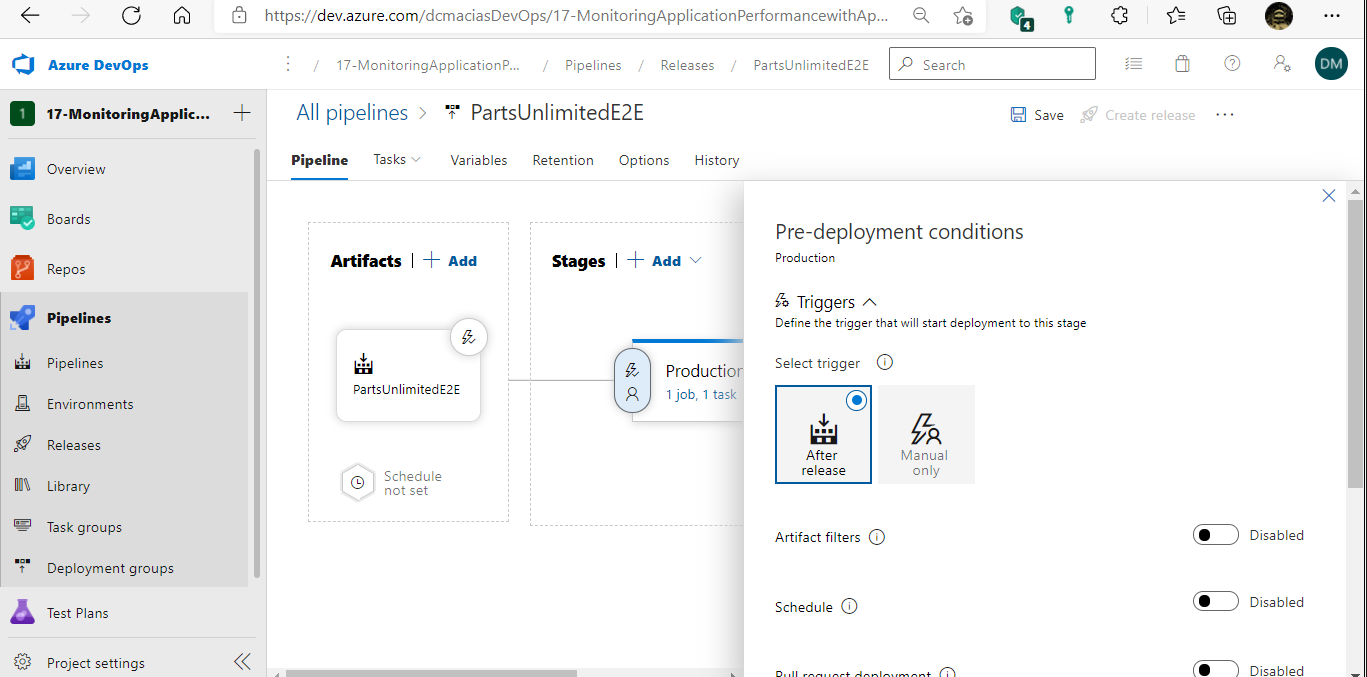 https://dev.azure.com/dcmaciasDevOps/17-MonitoringApplicationPerformancewithAp...
4
Azure DevOps
/ 17-MonitoringApplicationP... / Pipelines / Releases / PartsUnlimitedE2E
Search
DM
1 17-MonitoringApplic...
Overview
Boards
Repos
Pipelines
Pipelines
Environments
Releases
Library
Task groups
Deployment groups
Test Plans
Project settings
All pipelines > PartsUnlimitedE2E
Save
Create release
Pipeline
Tasks
Variables
Retention
Options
History
Artifacts | + Add
PartsUnlimitedE2E
Schedule
not set
Stages | + Add
Production
1 job, 1 task
Pre-deployment conditions
Production
Triggers
Define the trigger that will start deployment to this stage
Select trigger
After
release
Manual
only
Artifact filters
Disabled
Schedule
Disabled
Pull request deployment
Disabled